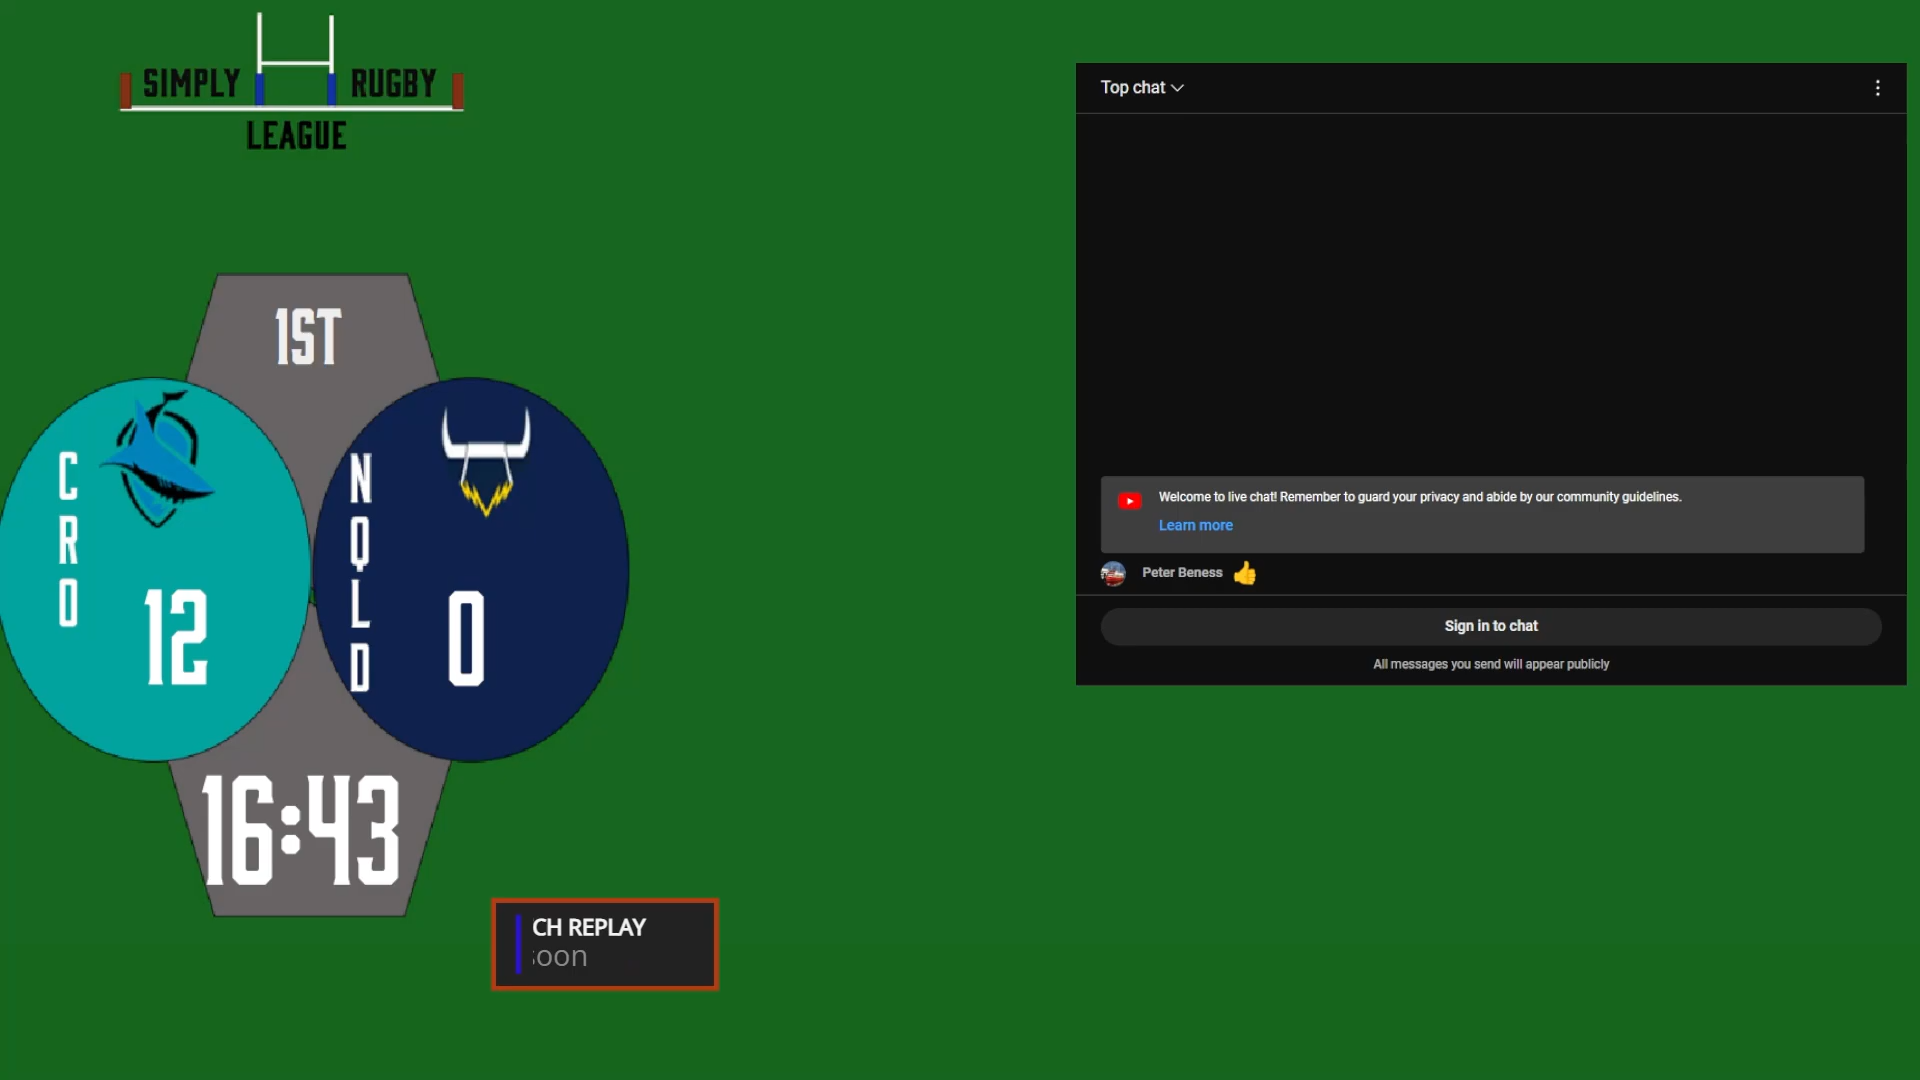 SIMPLY RUGBY
LEAGUE
1ST
CRO
12
NQLD
0
16:43
CH REPLAY
soon
Top chat
Welcome to live chat! Remember to guard your privacy and abide by our community guidelines.
Learn more
Peter Beness 👍
Sign in to chat
All messages you send will appear publicly